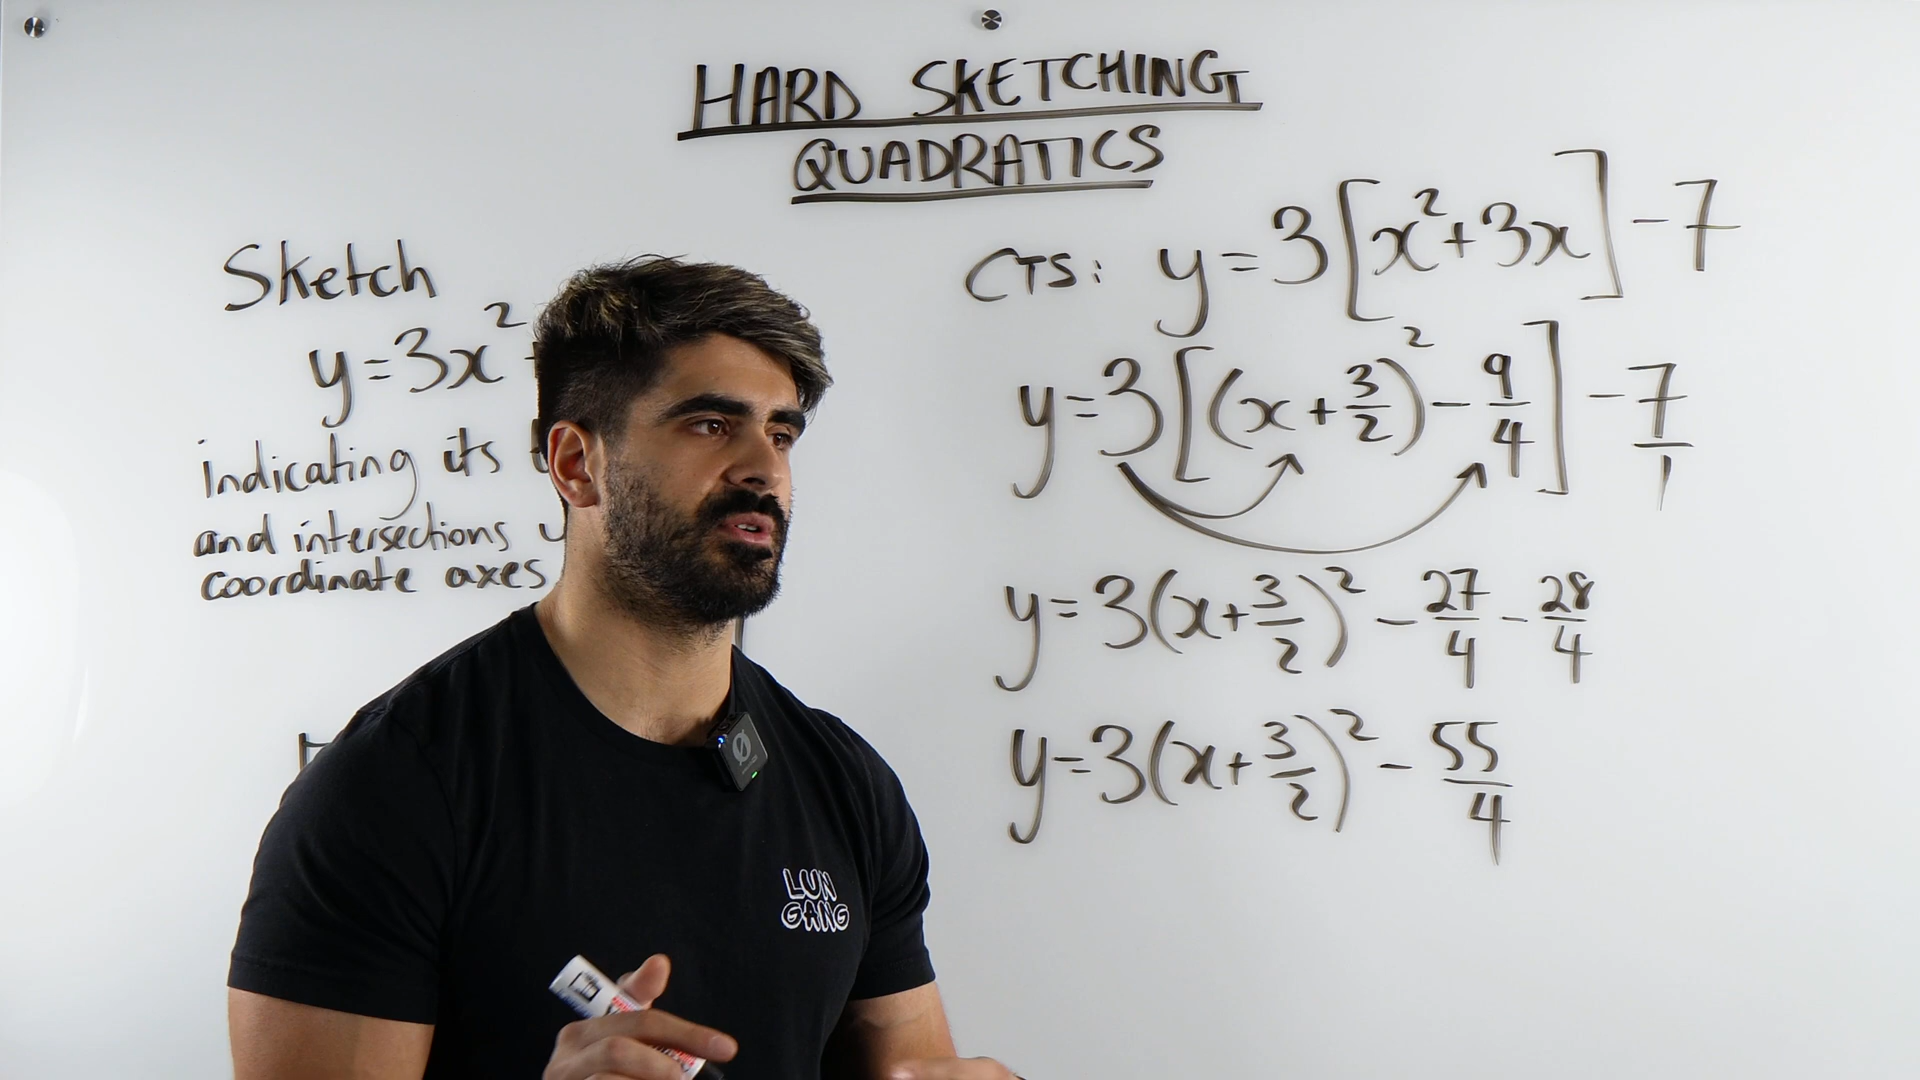 HARD SKETCHING
QUADRATICS
Sketch
y=3x²
indicating its
and intersections
coordinate axes
CTS: y=3[x²+3x]-7
y=3[(x+3/2)²-9/4]-7/1
y=3(x+3/2)²-27/4-28/4
y=3(x+3/2)²-55/4
LUN
GANG